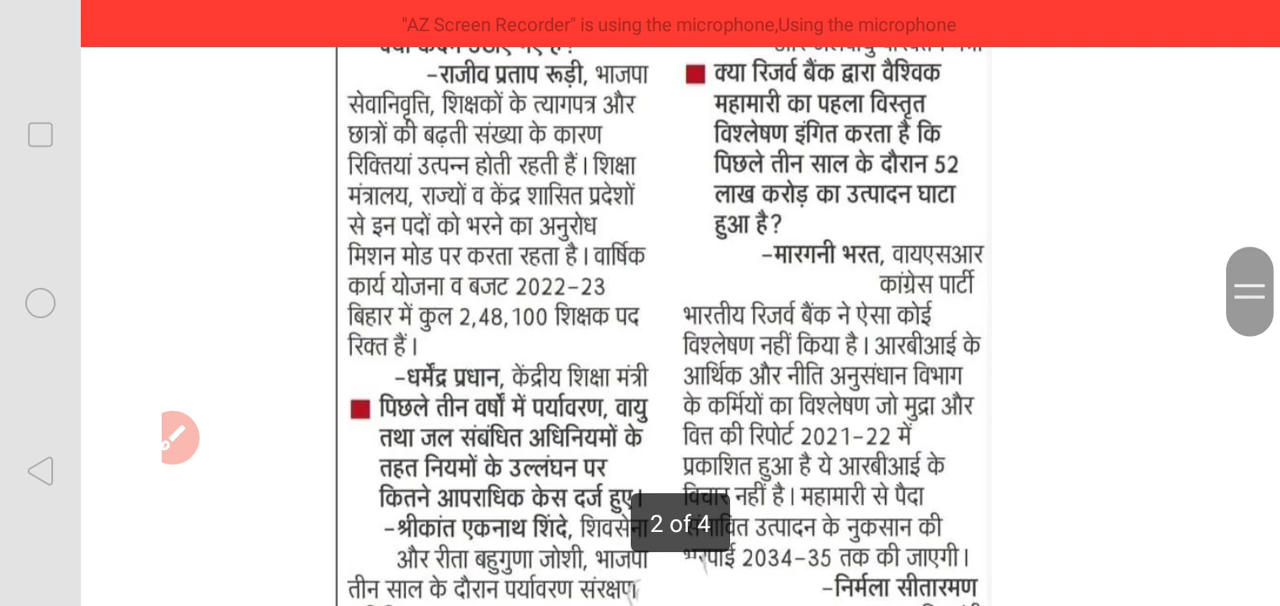 "AZ Screen Recorder" is using the microphone,Using the microphone
-राजीव प्रताप रूड़ी, भाजपा
सेवानिवृत्ति, शिक्षकों के त्यागपत्र और
छात्रों की बढ़ती संख्या के कारण
रिक्तियां उत्पन्न होती रहती हैं। शिक्षा
मंत्रालय, राज्यों व केंद्र शासित प्रदेशों
से इन पदों को भरने का अनुरोध
मिशन मोड पर करता रहता है। वार्षिक
कार्य योजना व बजट 2022-23
बिहार में कुल 2,48,100 शिक्षक पद
रिक्त हैं।
-धर्मेंद्र प्रधान, केंद्रीय शिक्षा मंत्री
पिछले तीन वर्षों में पर्यावरण, वायु
तथा जल संबंधित अधिनियमों के
तहत नियमों के उल्लंघन पर
कितने आपराधिक केस दर्ज हुए।
-श्रीकांत एकनाथ शिंदे, शिवसेना
और रीता बहुगुणा जोशी, भाजपा
तीन साल के दौरान पर्यावरण संरक्षण
क्या रिजर्व बैंक द्वारा वैश्विक
महामारी का पहला विस्तृत
विश्लेषण इंगित करता है कि
पिछले तीन साल के दौरान 52
लाख करोड़ का उत्पादन घाटा
हुआ है?
-मारगनी भरत, वायएसआर
कांग्रेस पार्टी
भारतीय रिजर्व बैंक ने ऐसा कोई
विश्लेषण नहीं किया है। आरबीआई के
आर्थिक और नीति अनुसंधान विभाग
के कर्मियों का विश्लेषण जो मुद्रा और
वित्त की रिपोर्ट 2021-22 में
प्रकाशित हुआ है ये आरबीआई के
विचार नहीं है। महामारी से पैदा
संभावित उत्पादन के नुकसान की
भरपाई 2034-35 तक की जाएगी।
-निर्मला सीतारमण
2 of 4